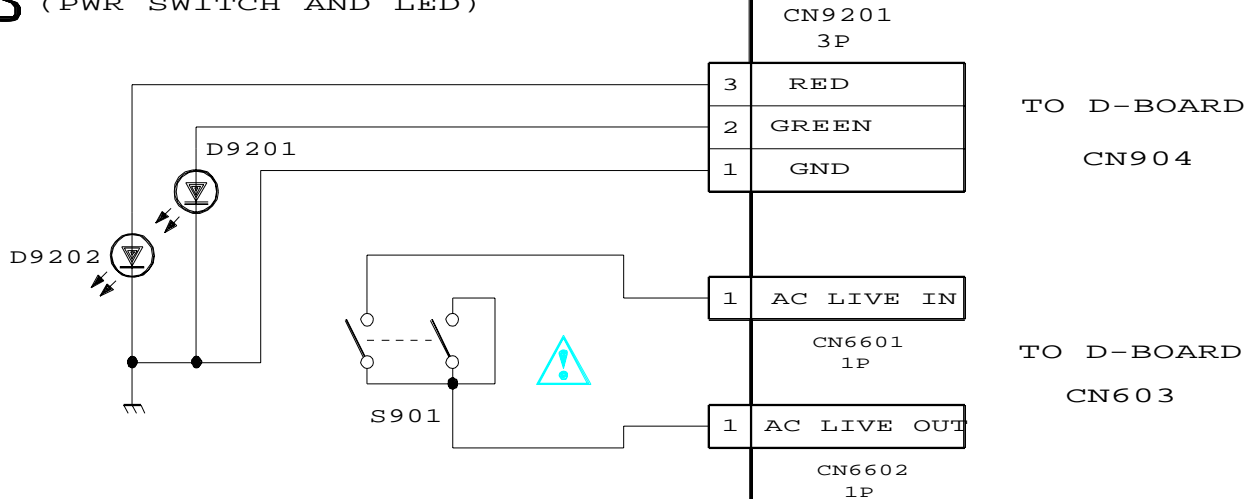 (PWR SWITCH AND LED)
CN9201
3P
3 RED
2 GREEN
1 GND
TO D-BOARD
CN904
D9201
D9202
1 AC LIVE IN
CN6601
1P
TO D-BOARD
CN603
S901
1 AC LIVE OUT
CN6602
1P